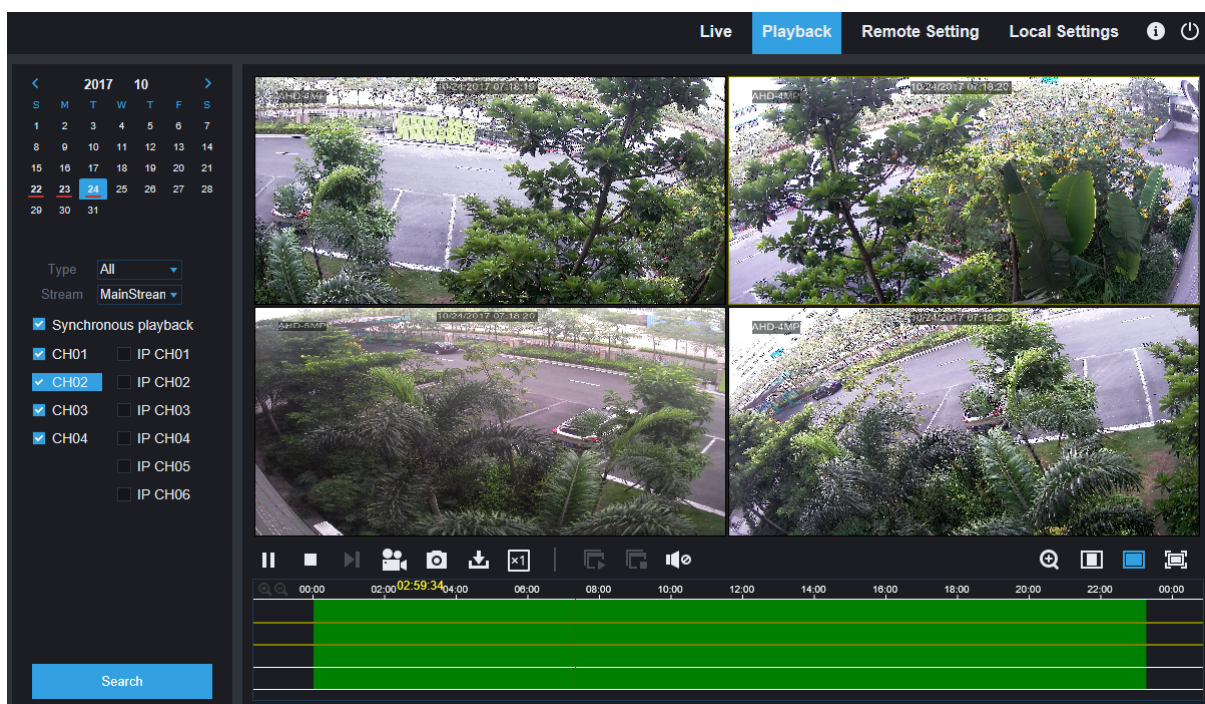 Live Playback Remote Setting Local Settings
2017 10
S M T W T F S
1 2 3 4 5 6 7
8 9 10 11 12 13 14
15 16 17 18 19 20 21
22 23 24 25 26 27 28
29 30 31
Type All
Stream MainStrean
Synchronous playback
CH01 IP CH01
CH02 IP CH02
CH03 IP CH03
CH04 IP CH04
IP CH05
IP CH06
Search
AHD-4MP 10/24/2017 07:18:19
AHD-4MP 10/24/2017 07:18:20
AHD-5MP 10/24/2017 07:18:20
AHD-4MP 10/24/2017 07:18:20
x1
00:00 02:00 02:59:34 04:00 06:00 08:00 10:00 12:00 14:00 16:00 18:00 20:00 22:00 00:00